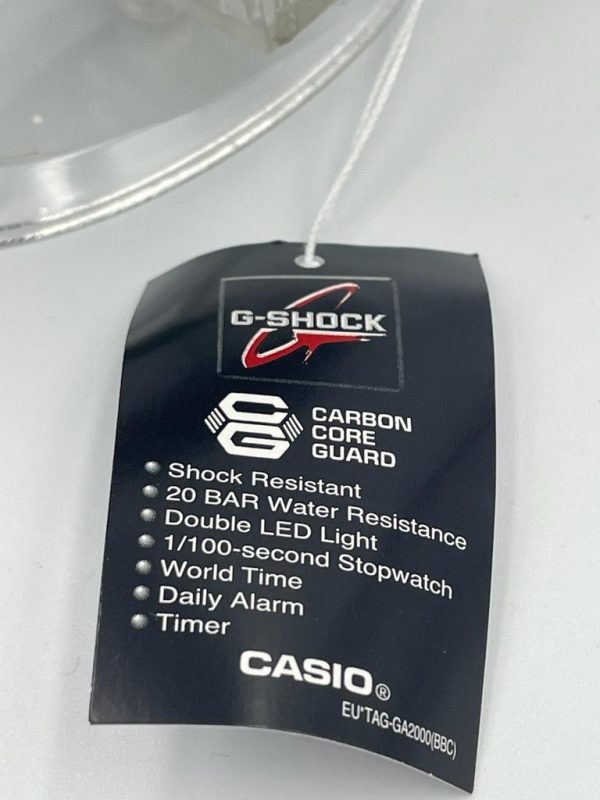 G-SHOCK
CG
CARBON
CORE
GUARD
Shock Resistant
20 BAR Water Resistance
Double LED Light
1/100-second Stopwatch
World Time
Daily Alarm
Timer
CASIO®
EU*TAG-GA2000(BBC)